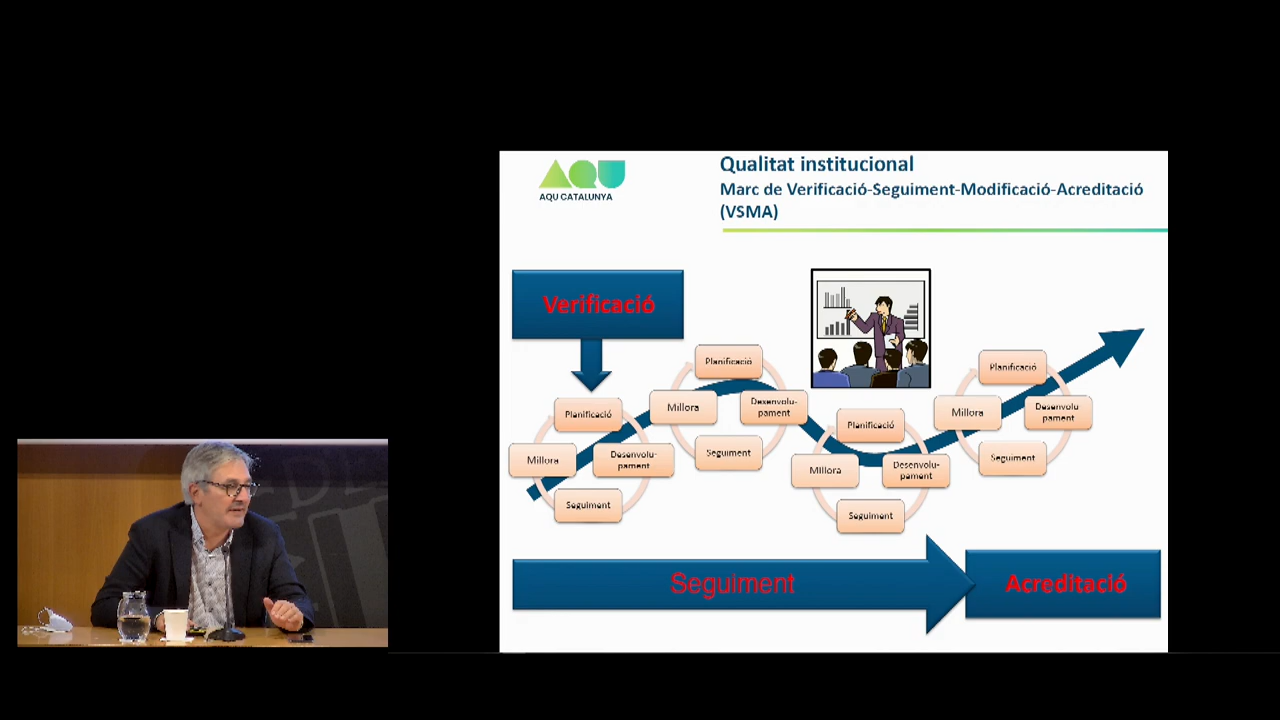 AQU
AQU CATALUNYA
Qualitat institucional
Marc de Verificació-Seguiment-Modificació-Acreditació
(VSMA)
Verificació
Planificació
Millora
Desenvolu-
pament
Seguiment
Planificació
Millora
Desenvolu-
pament
Seguiment
Planificació
Millora
Desenvolu-
pament
Seguiment
Planificació
Millora
Desenvolu
pament
Seguiment
Seguiment
Acreditació